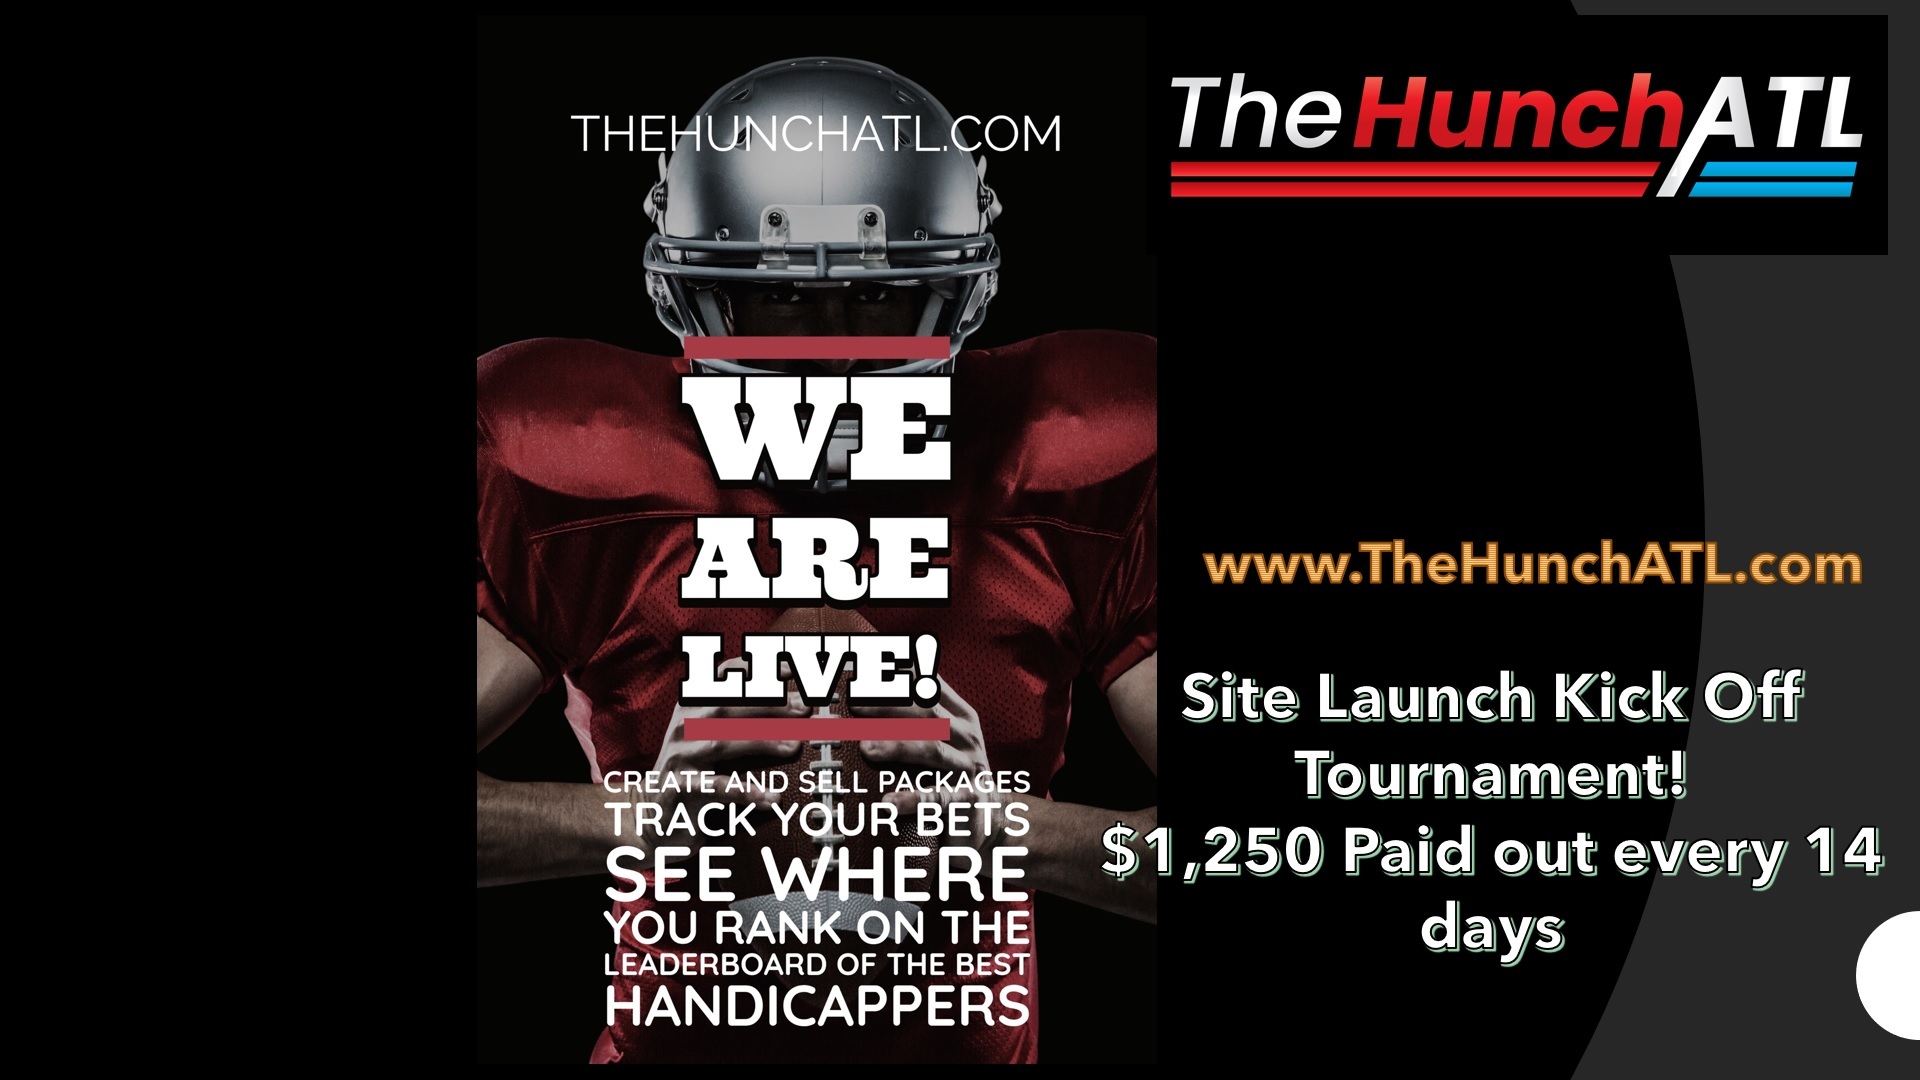 THEHUNCHATL.COM
WE
ARE
LIVE!
CREATE AND SELL PACKAGES
TRACK YOUR BETS
SEE WHERE
YOU RANK ON THE
LEADERBOARD OF THE BEST
HANDICAPPERS
TheHunchATL
www.TheHunchATL.com
Site Launch Kick Off
Tournament!
$1,250 Paid out every 14
days